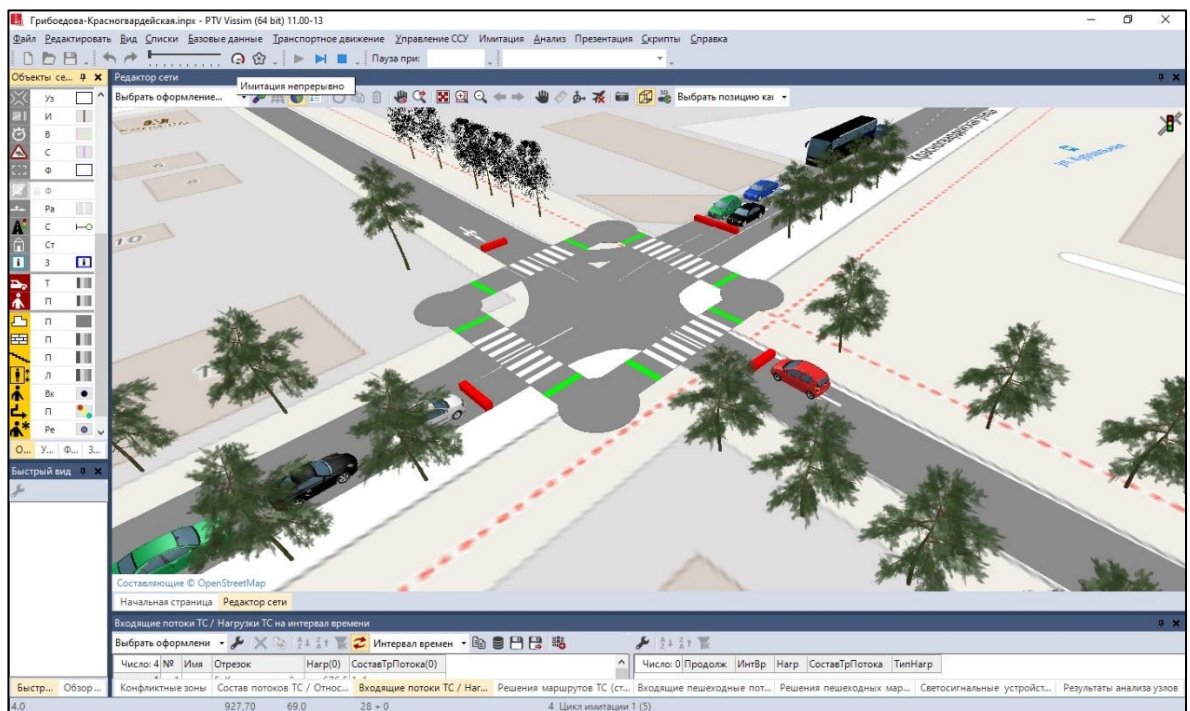 Грибоедова-Красногвардейская.inpx - PTV Vissim (64 bit) 11.00-13
Файл Редактировать Вид Списки Базовые данные Транспортное движение Управление ССУ Имитация Анализ Презентация Скрипты Справка
Пауза при:
Объекты се...
Редактор сети
Имитация непрерывно
Выбрать оформление...
Выбрать позицию ка
Уз
И
В
С
Ф
Ф
Ра
С
Ст
З
Т
П
П
П
П
Л
Вх
П
Ре
О... У... Ф... З...
Быстрый вид
Красногвардейская улица
10
Составляющие © OpenStreetMap
Начальная страница Редактор сети
Входящие потоки ТС / Нагрузки ТС на интервал времени
Выбрать оформлени
Интервал времен
Число: 4 № Имя Отрезок Нагр(0) СоставТрПотока(0)
Число: 0 Продолж ИнтВр Нагр СоставТрПотока ТипНагр
Быстр... Обзор...
Конфликтные зоны Состав потоков ТС / Относ... Входящие потоки ТС / Наг... Решения маршрутов ТС (ст... Входящие пешеходные пот... Решения пешеходных мар... Светосигнальные устройст... Результаты анализа узлов
4.0 927,70 69,0 28 + 0 4 Цикл имитации 1 (5)